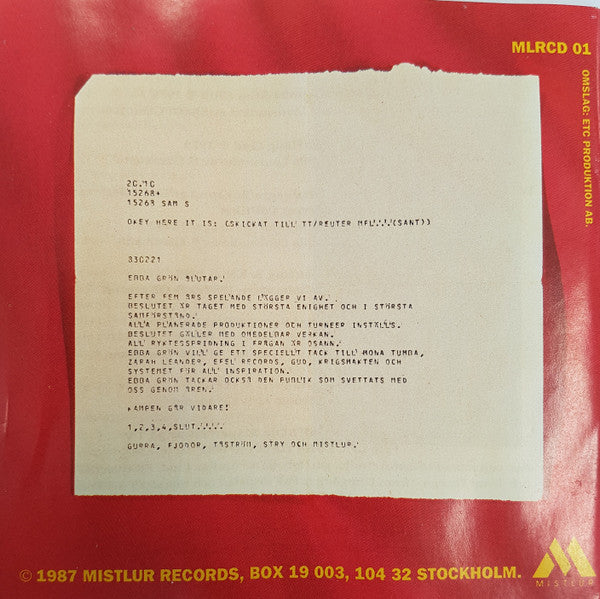 MLRCD 01
OMSLAG: ETC PRODUKTION AB.
20.10
15268+
15268 SAM S
OKEY HERE IT IS: (SKICKAT TILL TT/REUTER MFL...(SANT))
830221
EBBA GRÖN SLUTAR.
EFTER FEM ÅRS SPELANDE LÄGGER VI AV.
BESLUTET ÄR TAGET MED STÖRSTA ENIGHET OCH I STÖRSTA
SAMFÖRSTÅND.
ALLA PLANERADE PRODUKTIONER OCH TURNEER INSTÄLLS.
BESLUTET GÄLLER MED OMEDELBAR VERKAN.
ALL RYKTESSPRIDNING I FRÅGAN ÄR OSANN.
EBBA GRÖN VILL GE ETT SPECIELLT TACK TILL MONA TUMBA,
ZARAH LEANDER, EFEL RECORDS, GUD, KRIGSMAKTEN OCH
SYSTEMET FÖR ALL INSPIRATION.
EBBA GRÖN TACKAR OCKSÅ DEN PUBLIK SOM SVETTATS MED
OSS GENOM ÅREN.
KAMPEN GÅR VIDARE!
1,2,3,4,SLUT.....
GURRA, FJODOR, TÅSTRÖM, STRY OCH MISTLUR.
© 1987 MISTLUR RECORDS, BOX 19 003, 104 32 STOCKHOLM.
MISTLUR